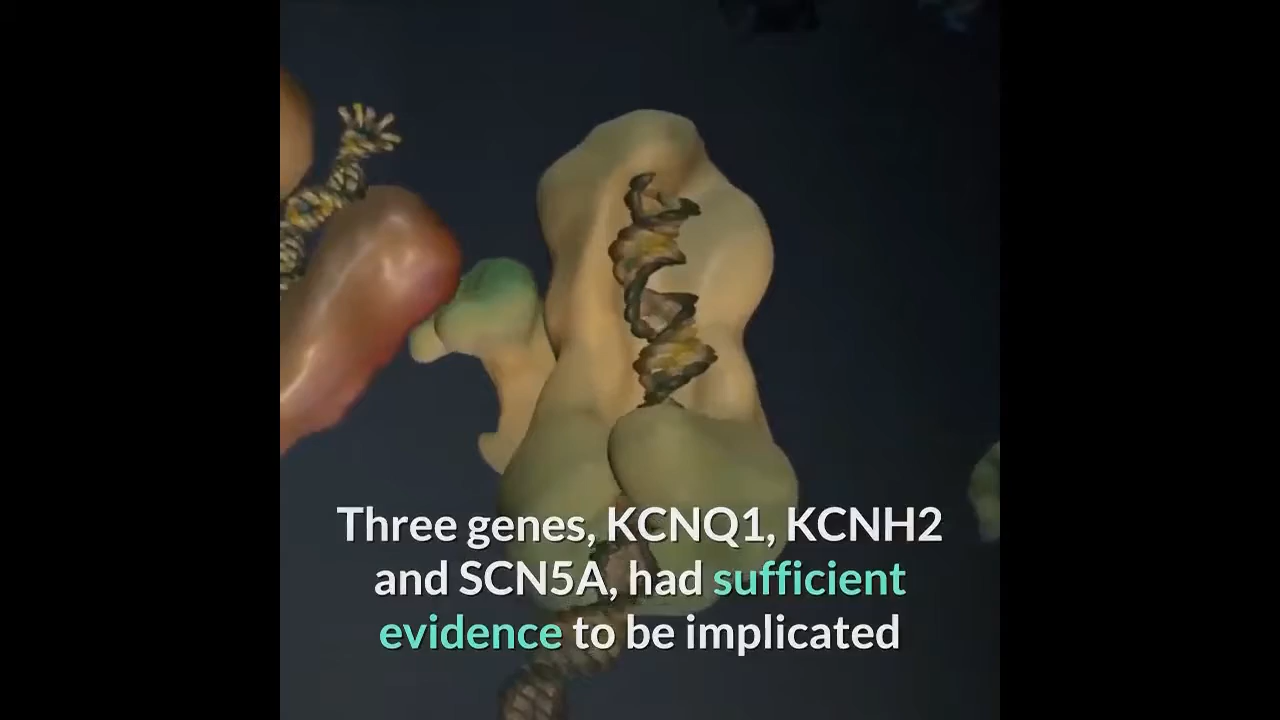 Three genes, KCNQ1, KCNH2
and SCN5A, had sufficient
evidence to be implicated